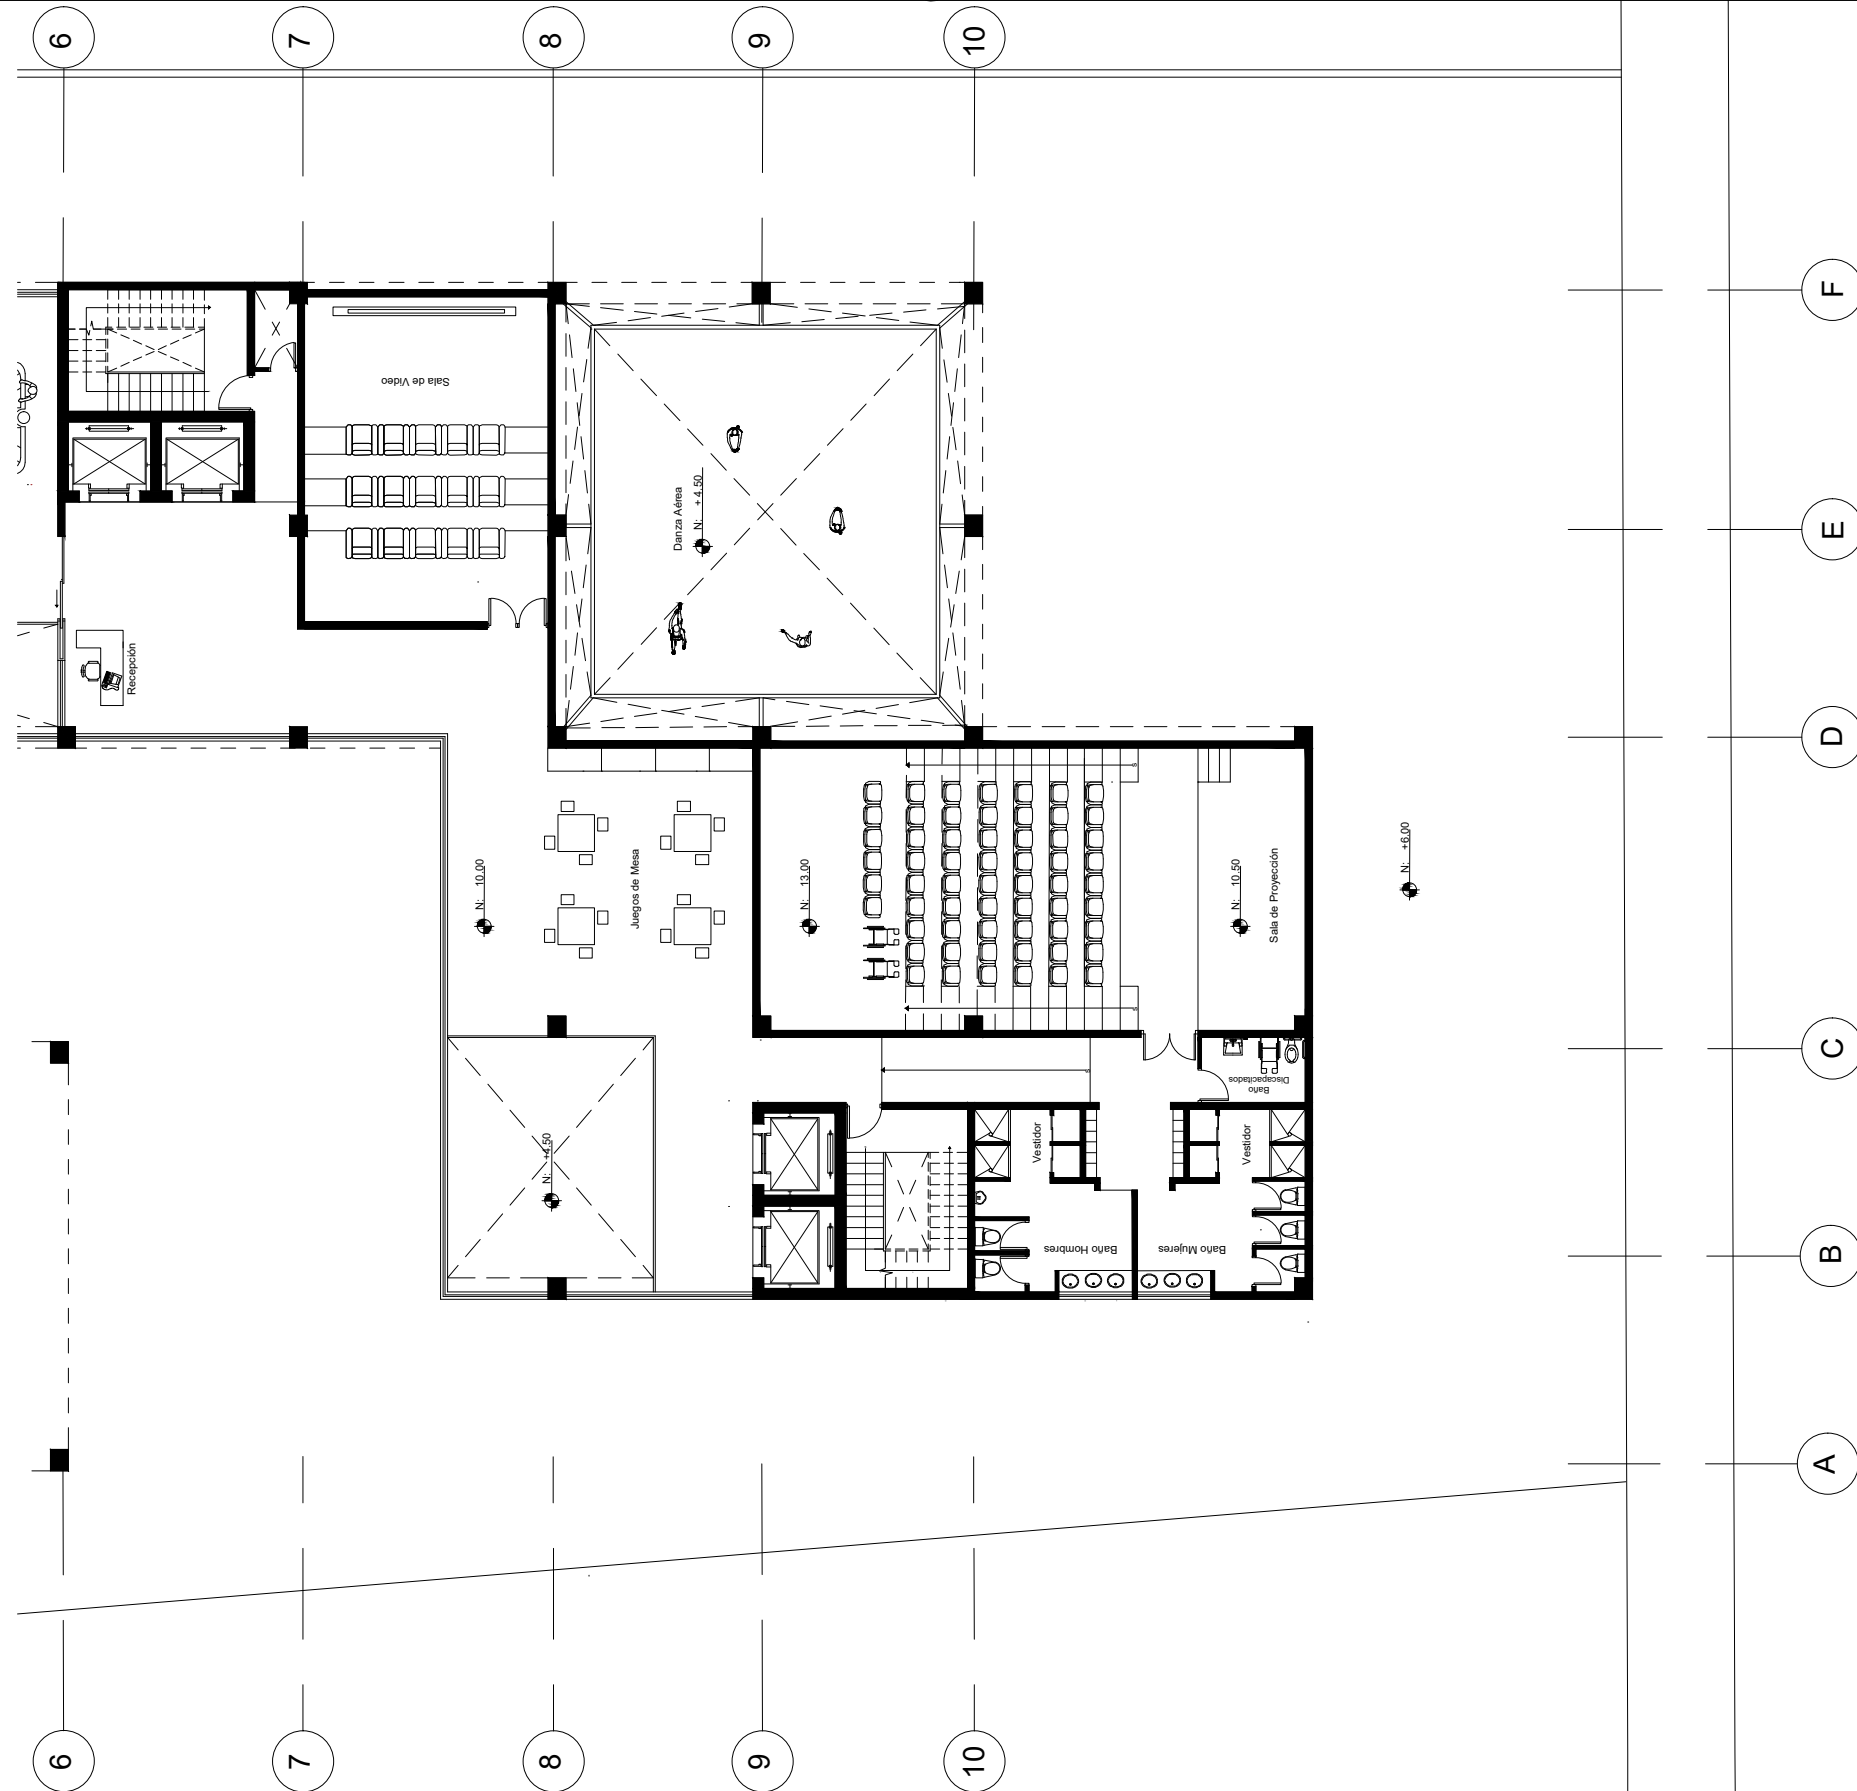 6
7
8
9
10
F
E
D
C
B
A
Sala de Video
Danza Aérea
N: + 4.50
Recepción
Juegos de Mesa
N: 10.00
N: 13.00
N: 10.50
Sala de Proyección
N: +6.00
N: +4.50
Baño
Discapacitados
Vestidor
Vestidor
Baño Hombres
Baño Mujeres
S
S
S
6
7
8
9
10